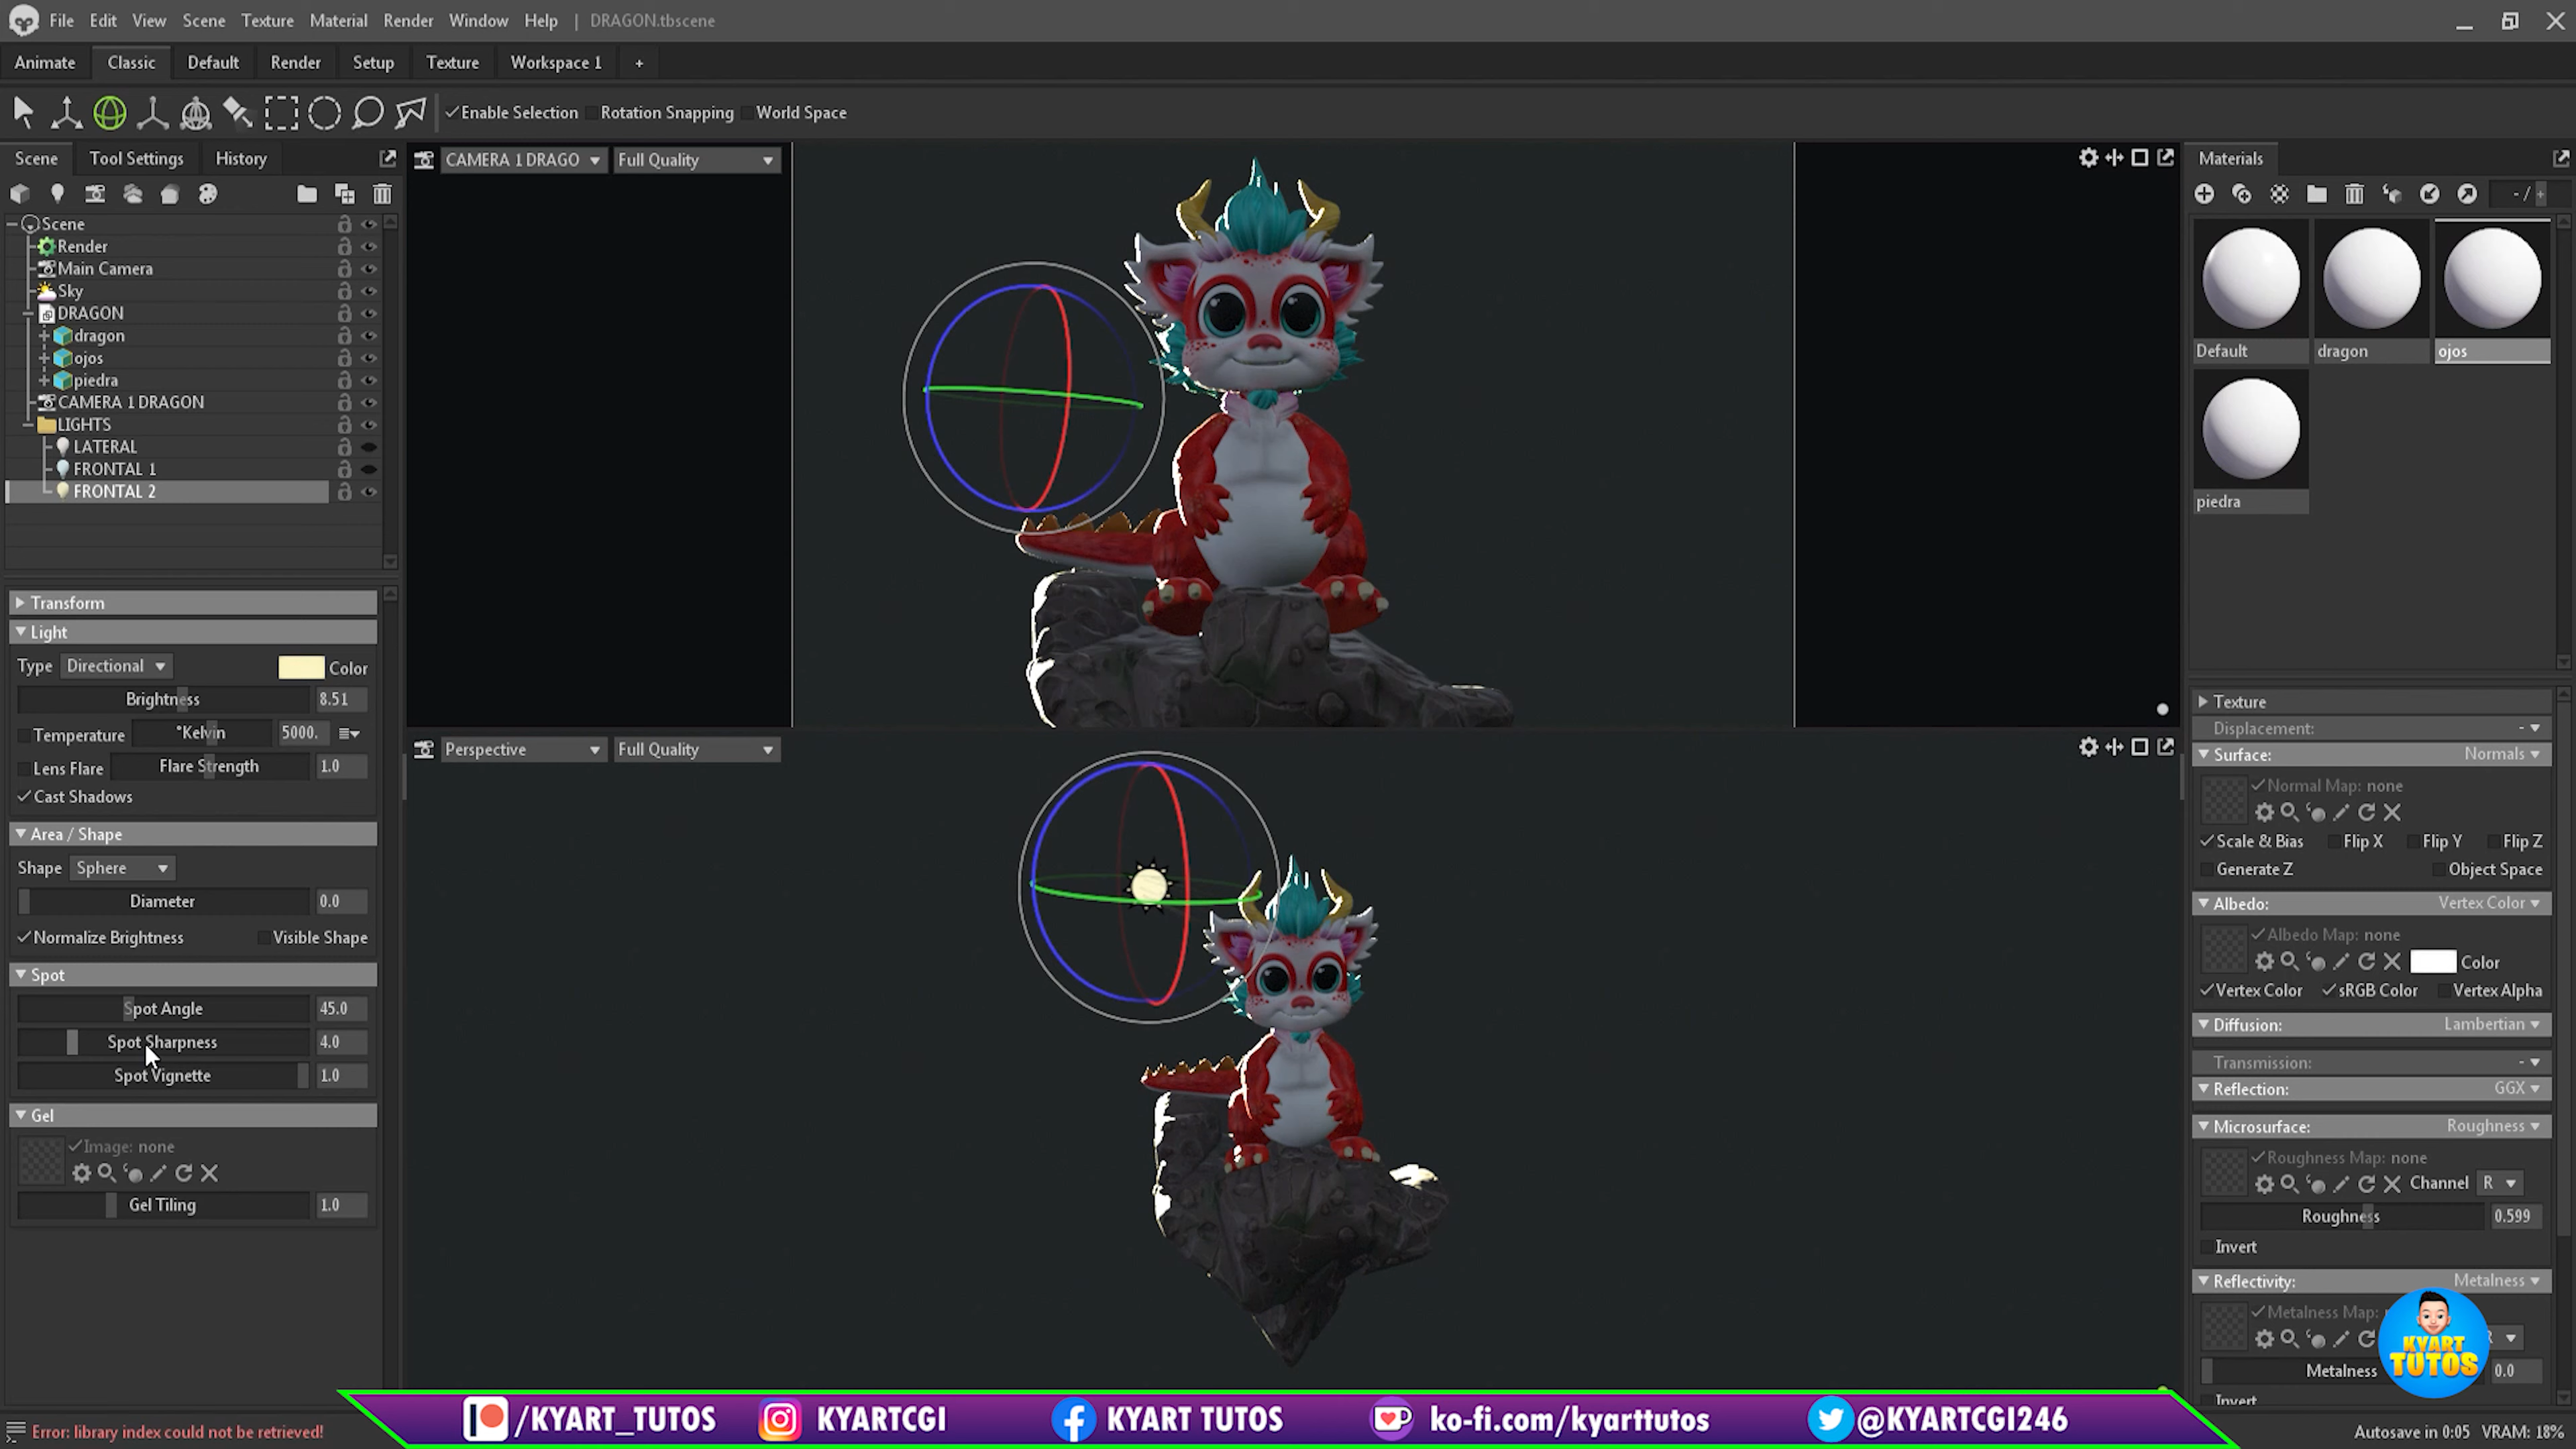 File Edit View Scene Texture Material Render Window Help | DRAGON.tbscene
Animate Classic Default Render Setup Texture Workspace 1 +
Enable Selection Rotation Snapping World Space
Scene Tool Settings History
Scene
Render
Main Camera
Sky
DRAGON
dragon
ojos
piedra
CAMERA 1 DRAGON
LIGHTS
LATERAL
FRONTAL 1
FRONTAL 2
Transform
Light
Type Directional Color
Brightness 8.51
Temperature °Kelvin 5000.
Lens Flare Flare Strength 1.0
Cast Shadows
Area / Shape
Shape Sphere
Diameter 0.0
Normalize Brightness Visible Shape
Spot
Spot Angle 45.0
Spot Sharpness 4.0
Spot Vignette 1.0
Gel
Image: none
Gel Tiling 1.0
CAMERA 1 DRAGO Full Quality
Perspective Full Quality
Materials
- / +
Default dragon ojos
piedra
Texture
Displacement: -
Surface: Normals
Normal Map: none
Scale & Bias Flip X Flip Y Flip Z
Generate Z Object Space
Albedo: Vertex Color
Albedo Map: none
Color
Vertex Color sRGB Color Vertex Alpha
Diffusion: Lambertian
Transmission: -
Reflection: GGX
Microsurface: Roughness
Roughness Map: none
Channel R
Roughness 0.599
Invert
Reflectivity: Metalness
Metalness Map:
Metalness 0.0
Invert
KYART
TUTOS
/KYART_TUTOS KYARTCGI KYART TUTOS ko-fi.com/kyarttutos @KYARTCGI246
Error: library index could not be retrieved!
Autosave in 0:05 VRAM: 18%